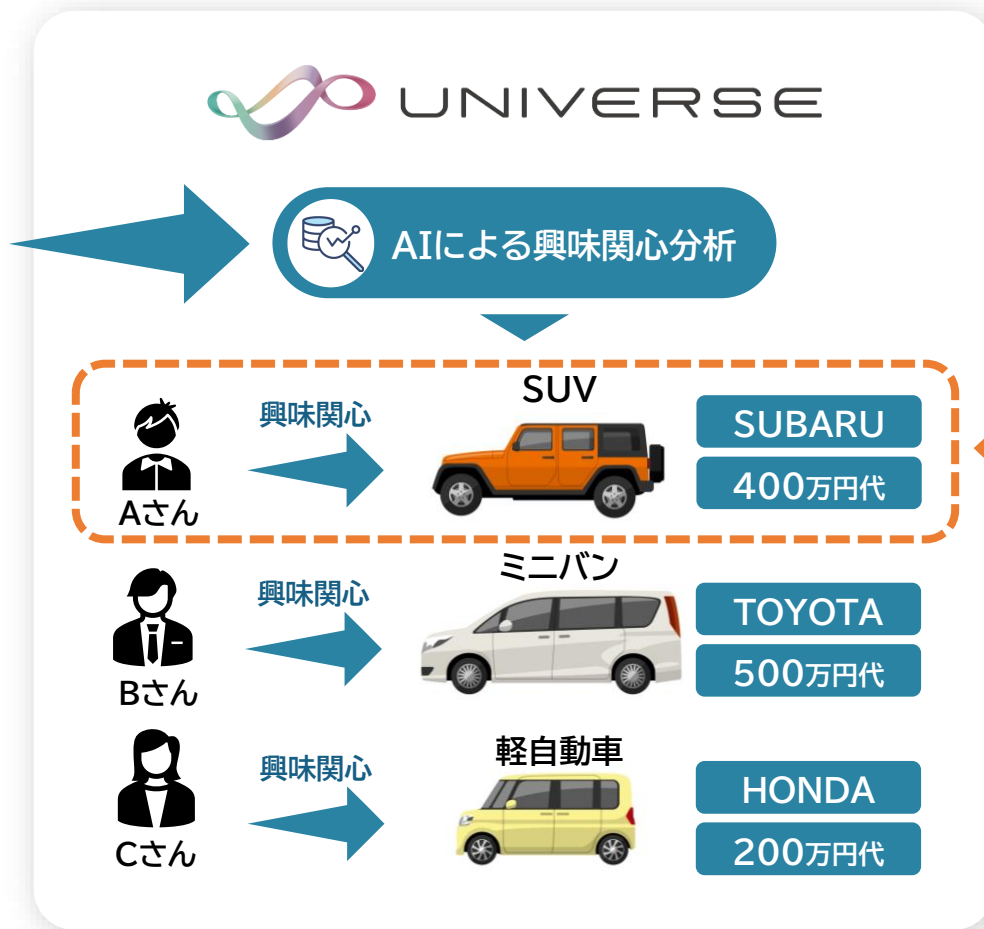 UNIVERSE
AIによる興味関心分析
SUV
興味関心
SUBARU
400万円代
Aさん
ミニバン
興味関心
TOYOTA
500万円代
Bさん
軽自動車
興味関心
HONDA
200万円代
Cさん